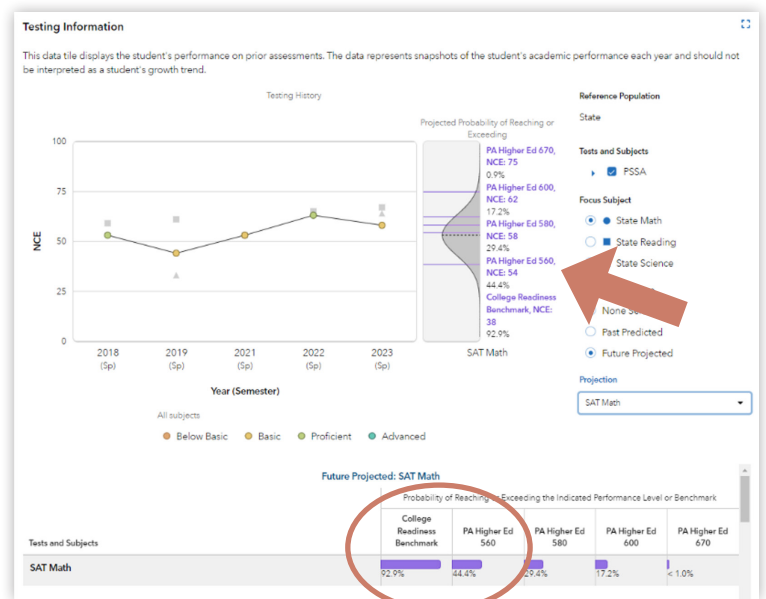 Testing Information
This data tile displays the student's performance on prior assessments. The data represents snapshots of the student's academic performance each year and should not
be interpreted as a student's growth trend.
Testing History
Projected Probability of Reaching or
Exceeding
NCE
100
75
50
25
0
2018
(Sp)
2019
(Sp)
2021
(Sp)
2022
(Sp)
2023
(Sp)
Year (Semester)
PA Higher Ed 670,
NCE: 75
0.9%
PA Higher Ed 600,
NCE: 62
17.2%
PA Higher Ed 580,
NCE: 58
29.4%
PA Higher Ed 560,
NCE: 54
44.4%
College Readiness
Benchmark, NCE:
38
92.9%
SAT Math
All subjects
Below Basic
Basic
Proficient
Advanced
Reference Population
State
Tests and Subjects
PSSA
Focus Subject
State Math
State Reading
State Science
None
Past Predicted
Future Projected
Projection
SAT Math
Future Projected: SAT Math
Probability of Reaching or Exceeding the Indicated Performance Level or Benchmark
Tests and Subjects
College
Readiness
Benchmark
PA Higher Ed
560
PA Higher Ed
580
PA Higher Ed
600
PA Higher Ed
670
SAT Math
92.9%
44.4%
29.4%
17.2%
< 1.0%